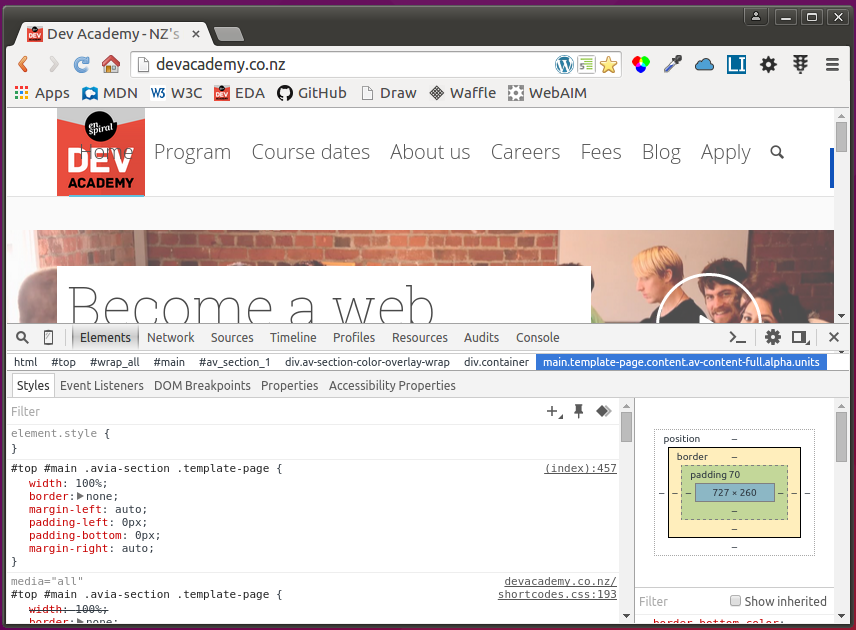 Dev Academy - NZ's
devacademy.co.nz
Apps MDN W3C EDA GitHub Draw Waffle WebAIM
en spiral
DEV
ACADEMY
Home Program Course dates About us Careers Fees Blog Apply
Become a web
Elements Network Sources Timeline Profiles Resources Audits Console
html #top #wrap_all #main #av_section_1 div.av-section-color-overlay-wrap div.container main.template-page.content.av-content-full.alpha.units
Styles Event Listeners DOM Breakpoints Properties Accessibility Properties
Filter
element.style {
}
#top #main .avia-section .template-page { (index):457
width: 100%;
border: none;
margin-left: auto;
padding-left: 0px;
padding-bottom: 0px;
margin-right: auto;
}
media="all" devacademy.co.nz/
#top #main .avia-section .template-page { shortcodes.css:193
width: 100%;
border: none;
position –
border –
padding 70
– – – 727 × 260 – – –
–
–
–
Filter Show inherited
border-bottom-color: